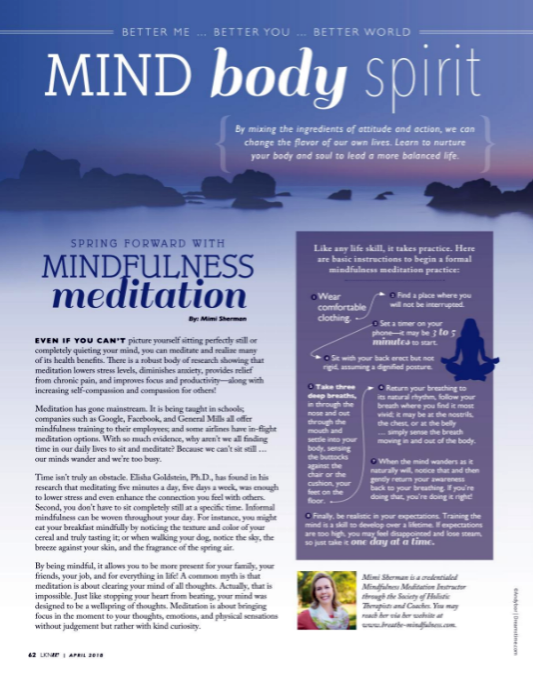 BETTER ME ... BETTER YOU ... BETTER WORLD
MIND body spirit
By mixing the ingredients of attitude and action, we can
change the flavor of our own lives. Learn to nurture
your body and soul to lead a more balanced life.
SPRING FORWARD WITH
MINDFULNESS
meditation
By: Mimi Sherman
EVEN IF YOU CAN'T picture yourself sitting perfectly still or
completely quieting your mind, you can meditate and realize many
of its health benefits. There is a robust body of research showing that
meditation lowers stress levels, diminishes anxiety, provides relief
from chronic pain, and improves focus and productivity—along with
increasing self-compassion and compassion for others!
Meditation has gone mainstream. It is being taught in schools;
companies such as Google, Facebook, and General Mills all offer
mindfulness training to their employees; and some airlines have in-flight
meditation options. With so much evidence, why aren't we all finding
time in our daily lives to sit and meditate? Because we can't sit still ...
our minds wander and we're too busy.
Time isn't truly an obstacle. Elisha Goldstein, Ph.D., has found in his
research that meditating five minutes a day, five days a week, was enough
to lower stress and even enhance the connection you feel with others.
Second, you don't have to sit completely still at a specific time. Informal
mindfulness can be woven throughout your day. For instance, you might
eat your breakfast mindfully by noticing the texture and color of your
cereal and truly tasting it; or when walking your dog, notice the sky, the
breeze against your skin, and the fragrance of the spring air.
By being mindful, it allows you to be more present for your family, your
friends, your job, and for everything in life! A common myth is that
meditation is about clearing your mind of all thoughts. Actually, that is
impossible. Just like stopping your heart from beating, your mind was
designed to be a wellspring of thoughts. Meditation is about bringing
focus in the moment to your thoughts, emotions, and physical sensations
without judgement but rather with kind curiosity.
Like any life skill, it takes practice. Here
are basic instructions to begin a formal
mindfulness meditation practice:
Wear
comfortable
clothing.
Find a place where you
will not be interrupted.
Set a timer on your
phone—it may be 3 to 5
minutes to start.
Sit with your back erect but not
rigid, assuming a dignified posture.
Take three
deep breaths,
in through the
nose and out
through the
mouth and
settle into your
body, sensing
the buttocks
against the
chair or the
cushion, your
feet on the
floor.
Return your breathing to
its natural rhythm, follow your
breath where you find it most
vivid; it may be at the nostrils,
the chest, or at the belly
... simply sense the breath
moving in and out of the body.
When the mind wanders as it
naturally will, notice that and then
gently return your awareness
back to your breathing. If you're
doing that, you're doing it right!
Finally, be realistic in your expectations. Training the
mind is a skill to develop over a lifetime. If expectations
are too high, you may feel disappointed and lose steam,
so just take it one day at a time.
Mimi Sherman is a credentialed
Mindfulness Meditation Instructor
through the Society of Holistic
Therapists and Coaches. You may
reach her via her website at
www.breathe-mindfulness.com.
62 LKN | APRIL 2018